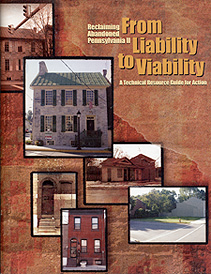 Reclaiming
Abandoned
Pennsylvania II
From
Liability
to
Viability
A Technical Resource Guide for Action